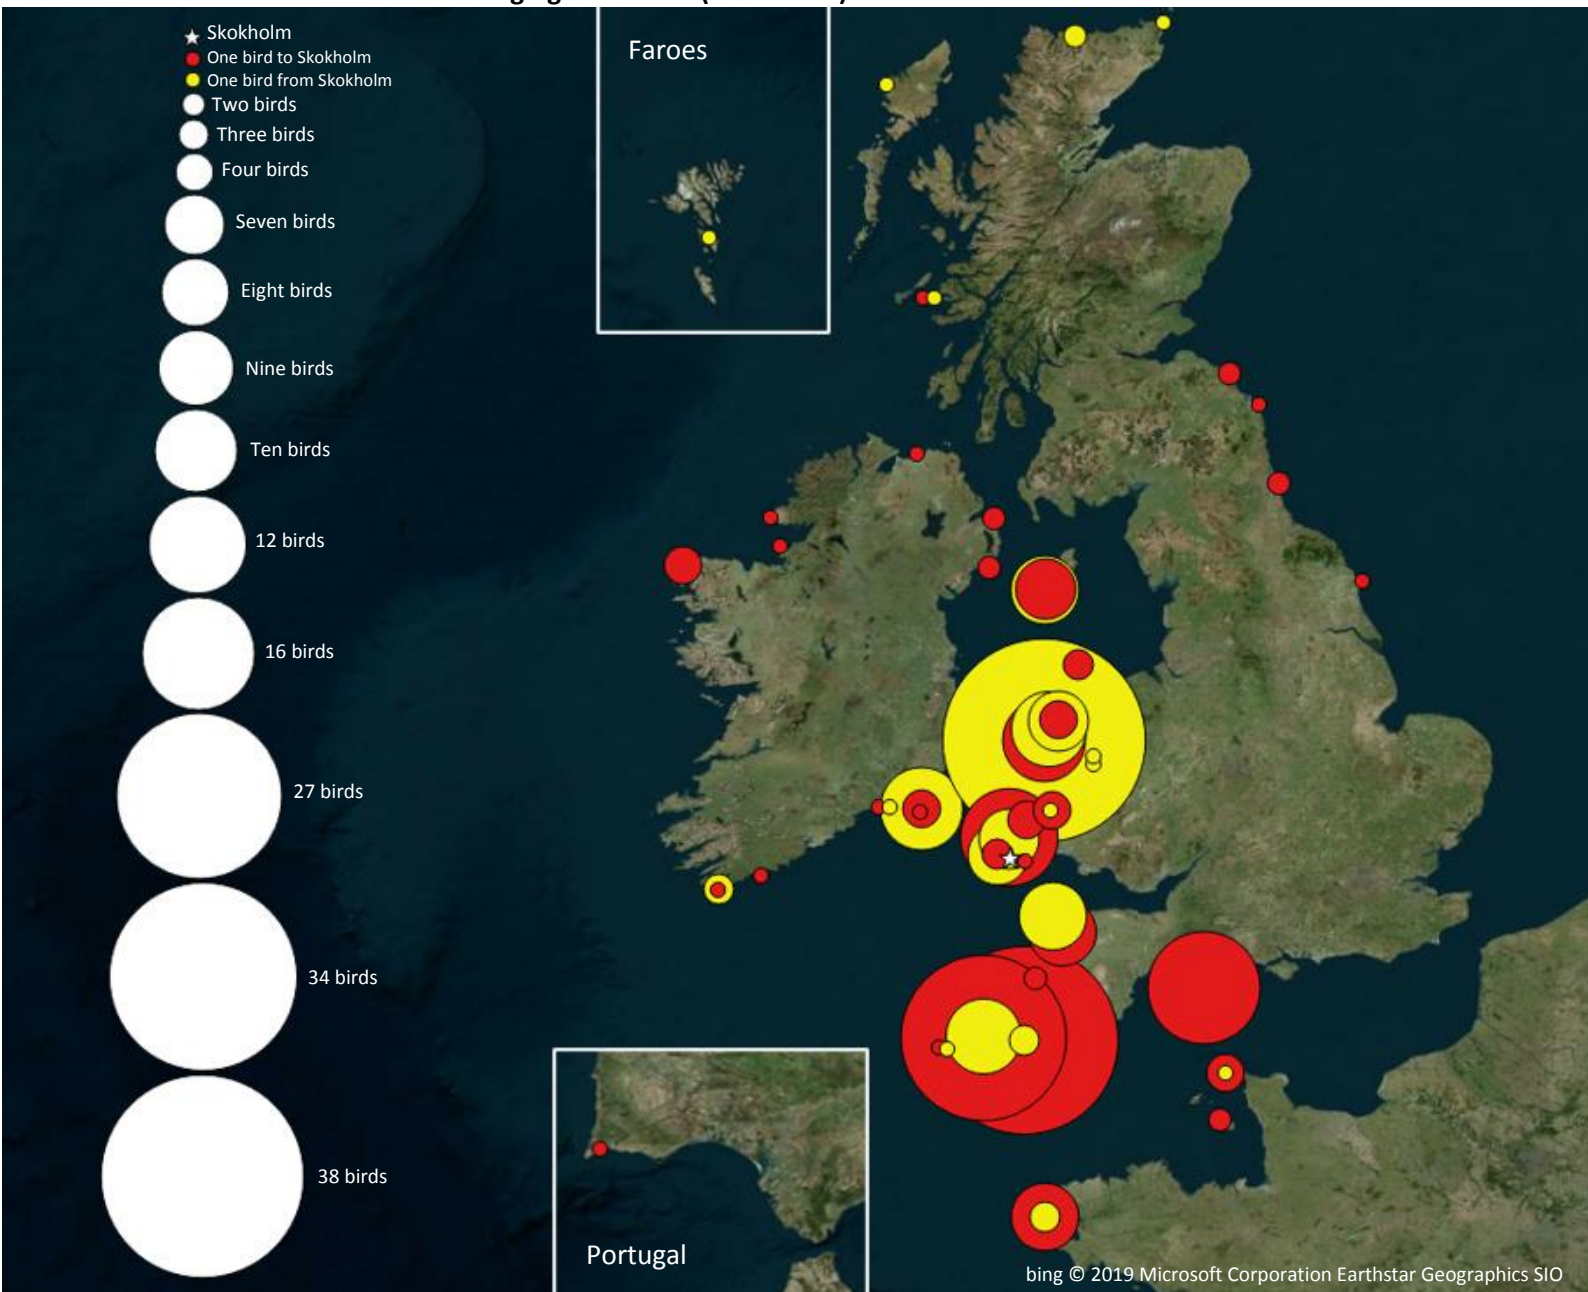 Skokholm
One bird to Skokholm
One bird from Skokholm
Two birds
Three birds
Four birds
Seven birds
Eight birds
Nine birds
Ten birds
12 birds
16 birds
27 birds
34 birds
38 birds
Faroes
Portugal
bing © 2019 Microsoft Corporation Earthstar Geographics SIO